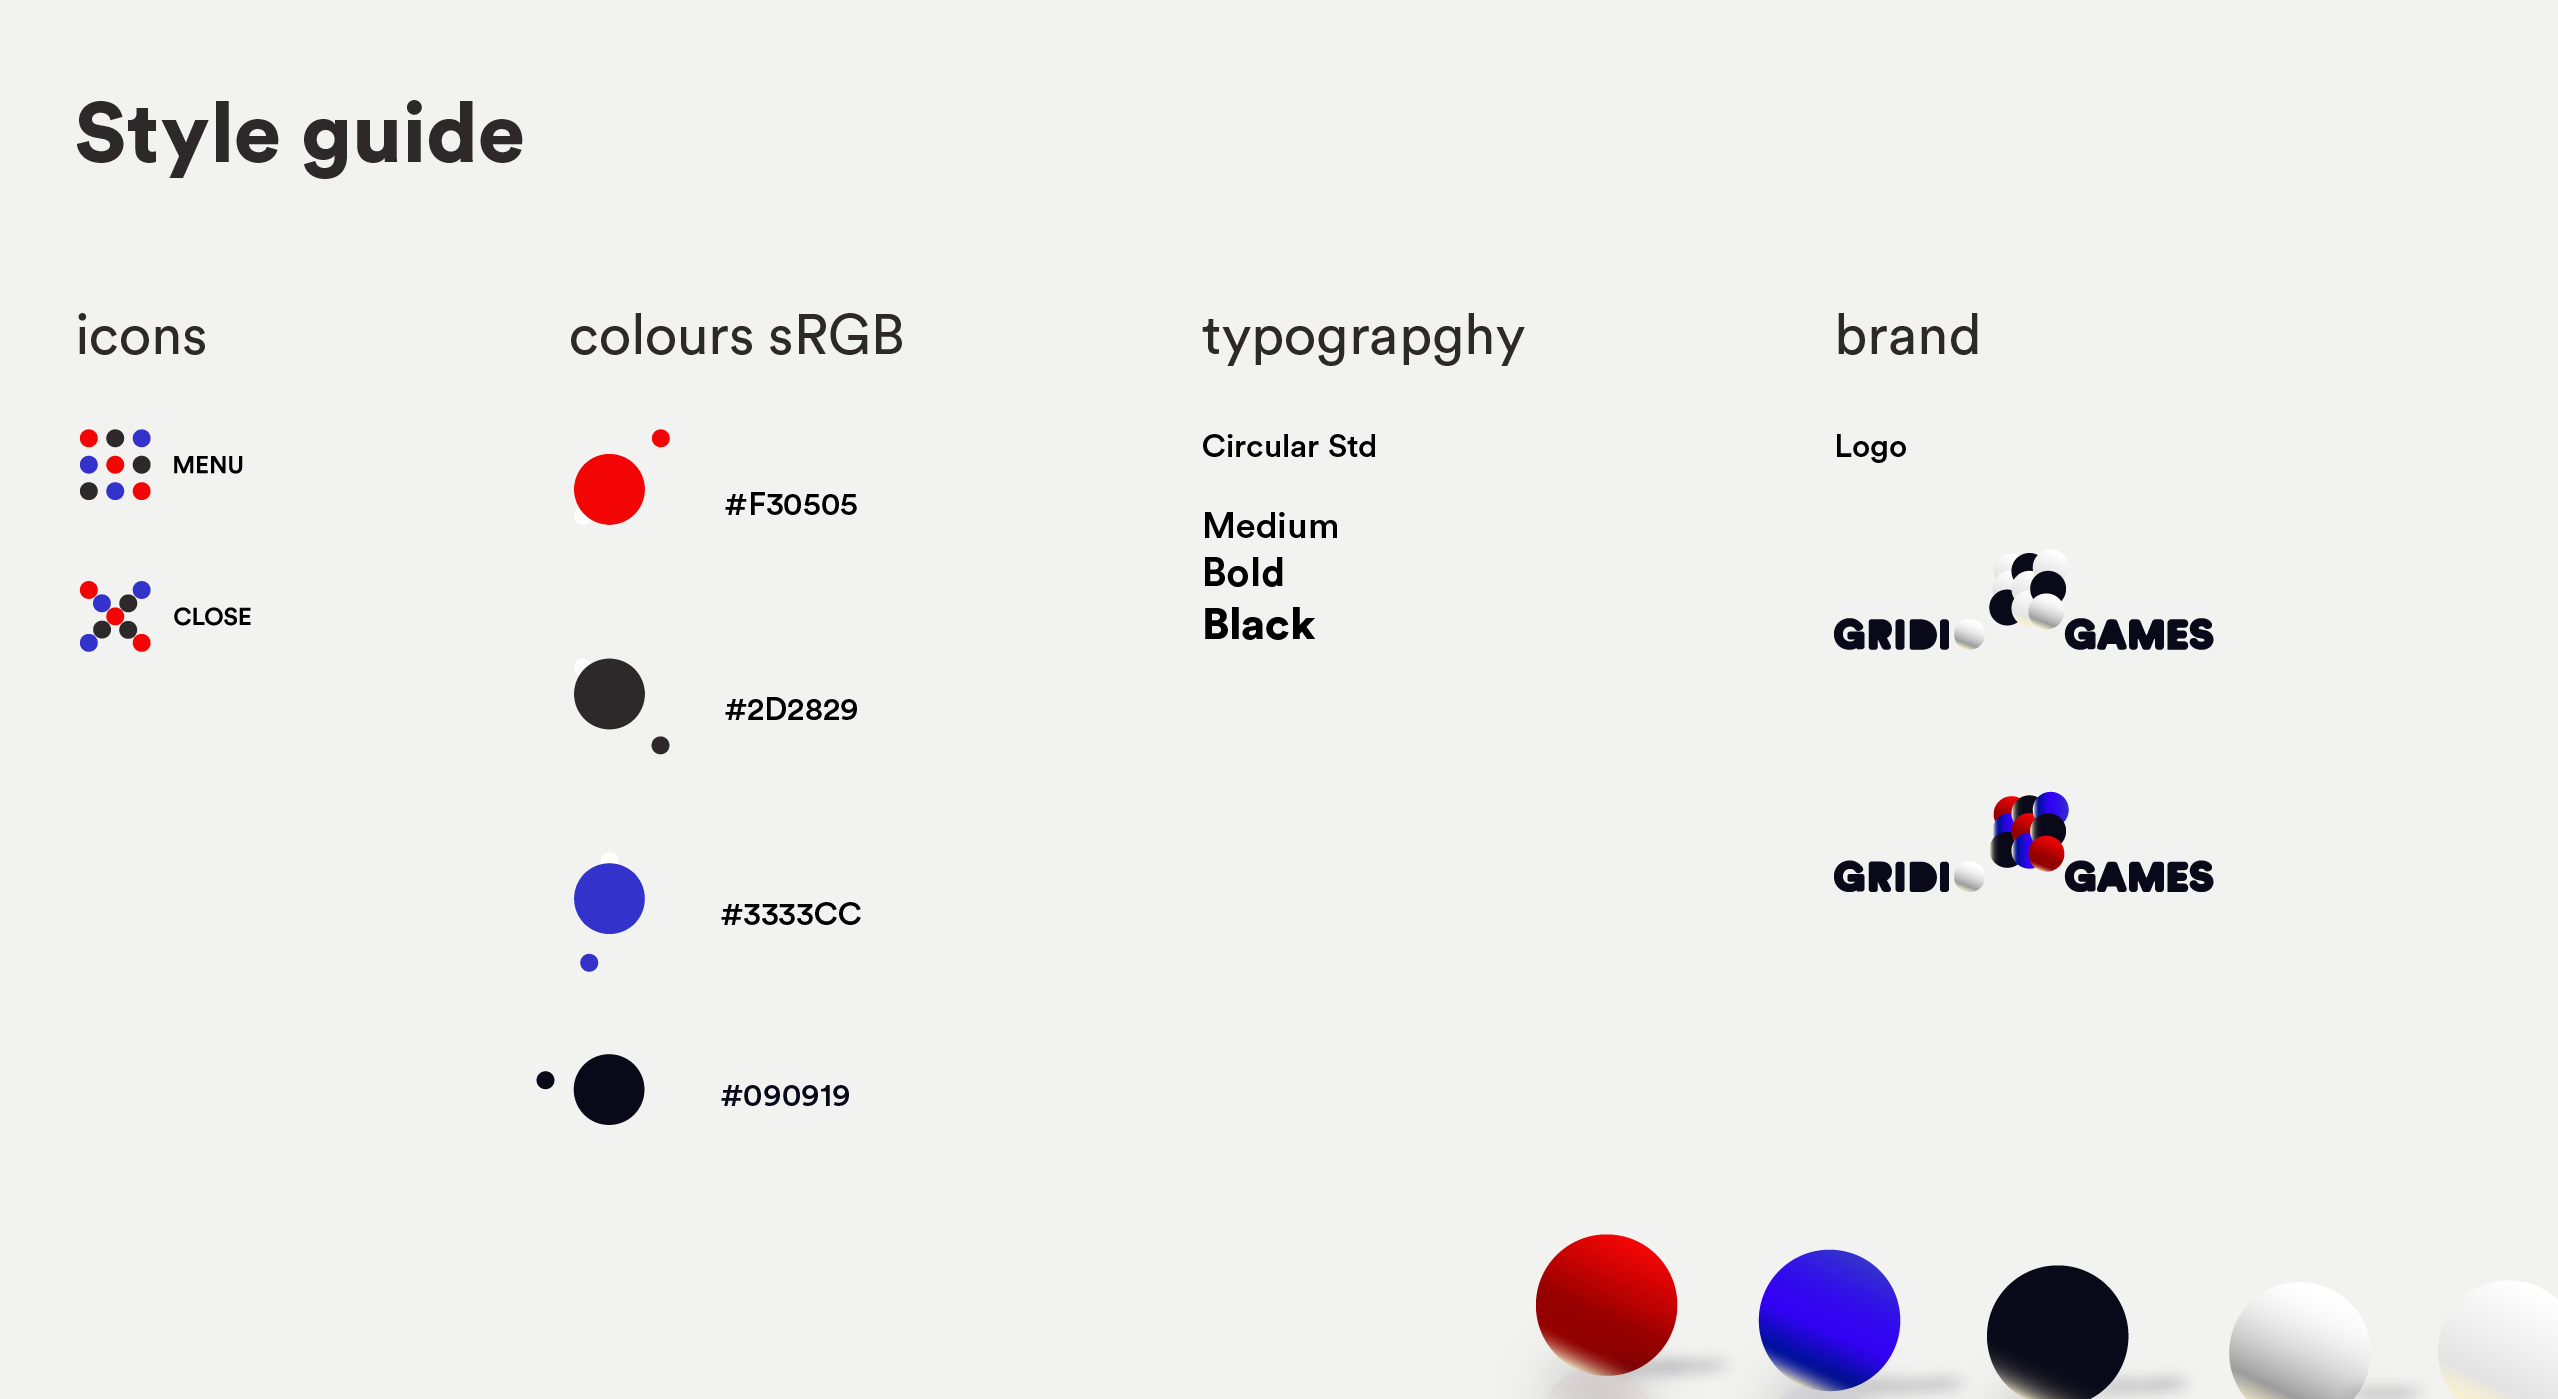 Style guide
icons
MENU
CLOSE
colours sRGB
#F30505
#2D2829
#3333CC
#090919
typograpghy
Circular Std
Medium
Bold
Black
brand
Logo
GRIDI GAMES
GRIDI GAMES